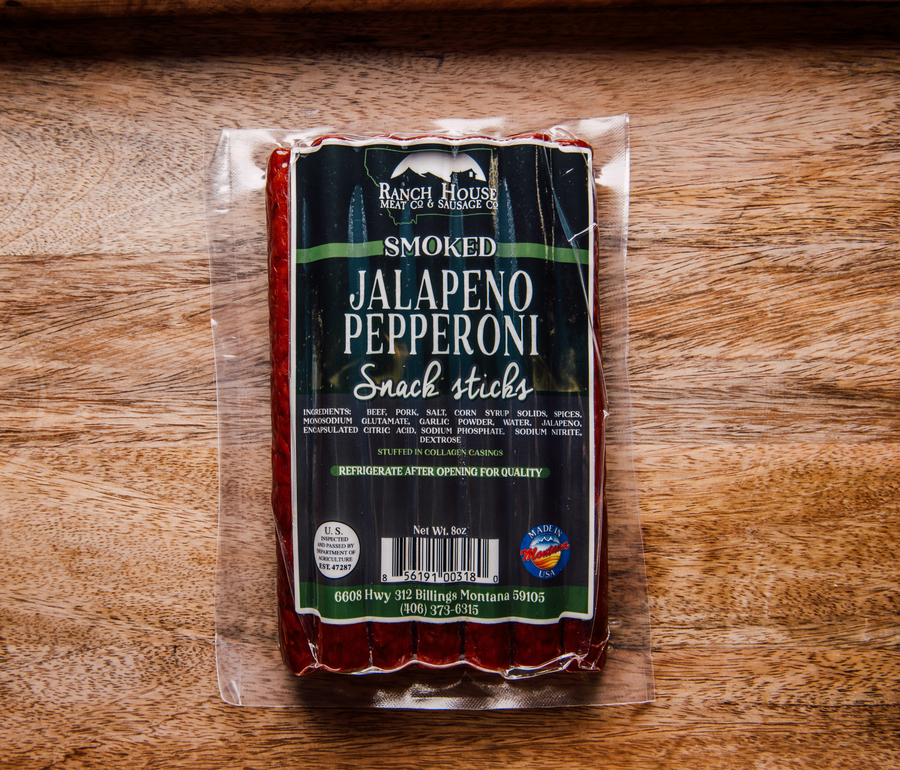 RANCH HOUSE
MEAT CO & SAUSAGE CO
SMOKED
JALAPENO
PEPPERONI
Snack sticks
INGREDIENTS: BEEF, PORK, SALT, CORN SYRUP SOLIDS, SPICES,
MONOSODIUM GLUTAMATE, GARLIC POWDER, WATER, JALAPENO,
ENCAPSULATED CITRIC ACID, SODIUM PHOSPHATE, SODIUM NITRITE,
DEXTROSE
STUFFED IN COLLAGEN CASINGS
REFRIGERATE AFTER OPENING FOR QUALITY
U. S.
INSPECTED
AND PASSED BY
DEPARTMENT OF
AGRICULTURE
EST. 47287
Net Wt. 8oz
8 56191 00318 0
MADE IN
Montana
USA
6608 Hwy 312 Billings Montana 59105
(406) 373-6315